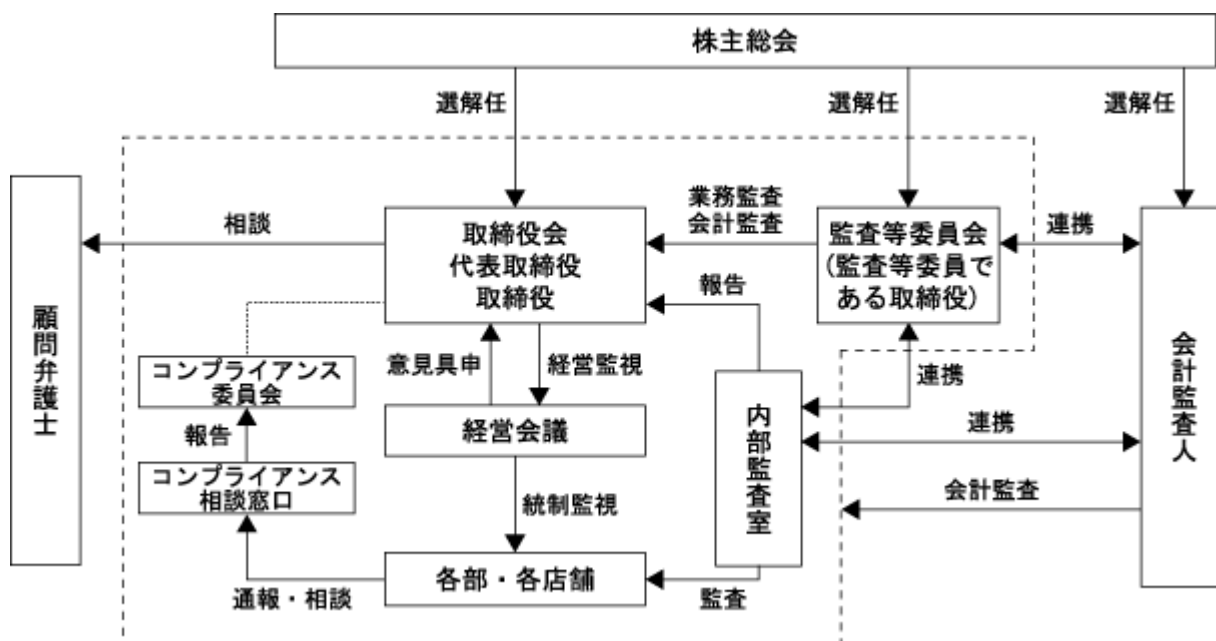 株主総会
選解任
選解任
選解任
業務監査
会計監査
相談
取締役会
代表取締役
取締役
監査等委員会
(監査等委員で
ある取締役)
連携
報告
顧問弁護士
会計監査人
コンプライアンス
委員会
意見具申
経営監視
連携
内部監査室
報告
経営会議
連携
コンプライアンス
相談窓口
統制監視
会計監査
通報・相談
各部・各店舗
監査